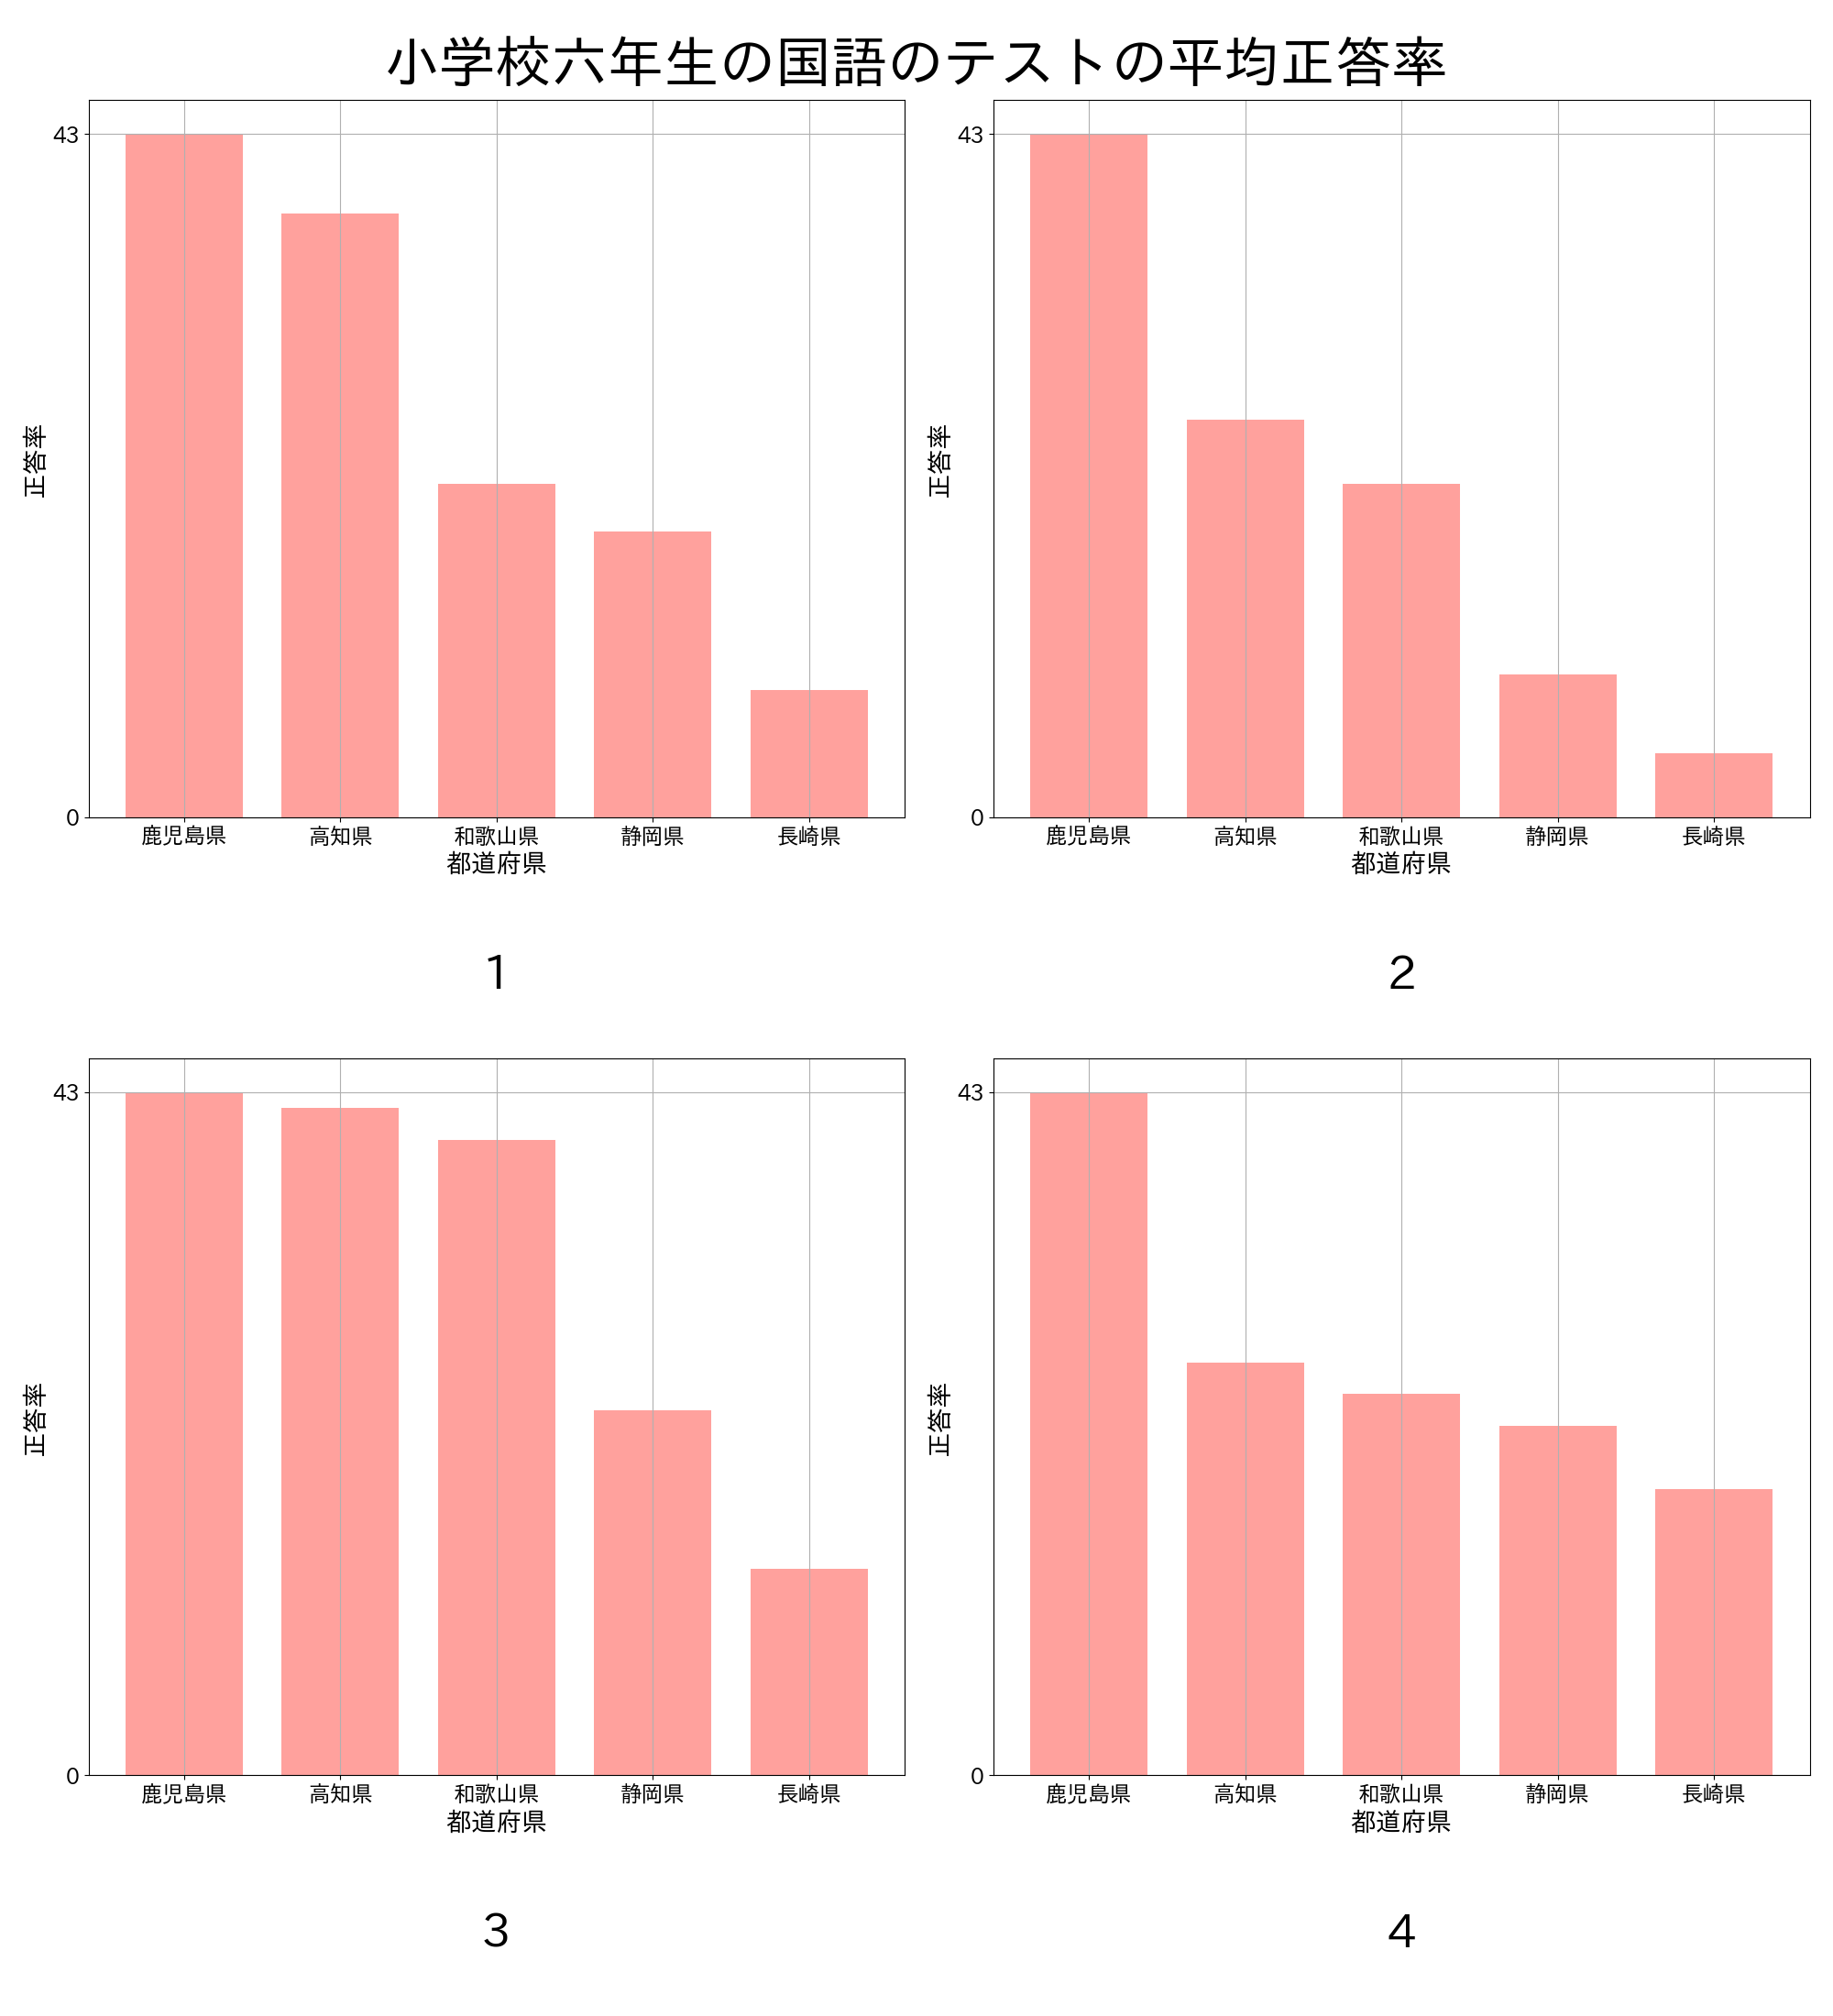 小学校六年生の国語のテストの平均正答率
43
0
正答率
鹿児島県 高知県 和歌山県 静岡県 長崎県
都道府県
1
43
0
正答率
鹿児島県 高知県 和歌山県 静岡県 長崎県
都道府県
2
43
0
正答率
鹿児島県 高知県 和歌山県 静岡県 長崎県
都道府県
3
43
0
正答率
鹿児島県 高知県 和歌山県 静岡県 長崎県
都道府県
4